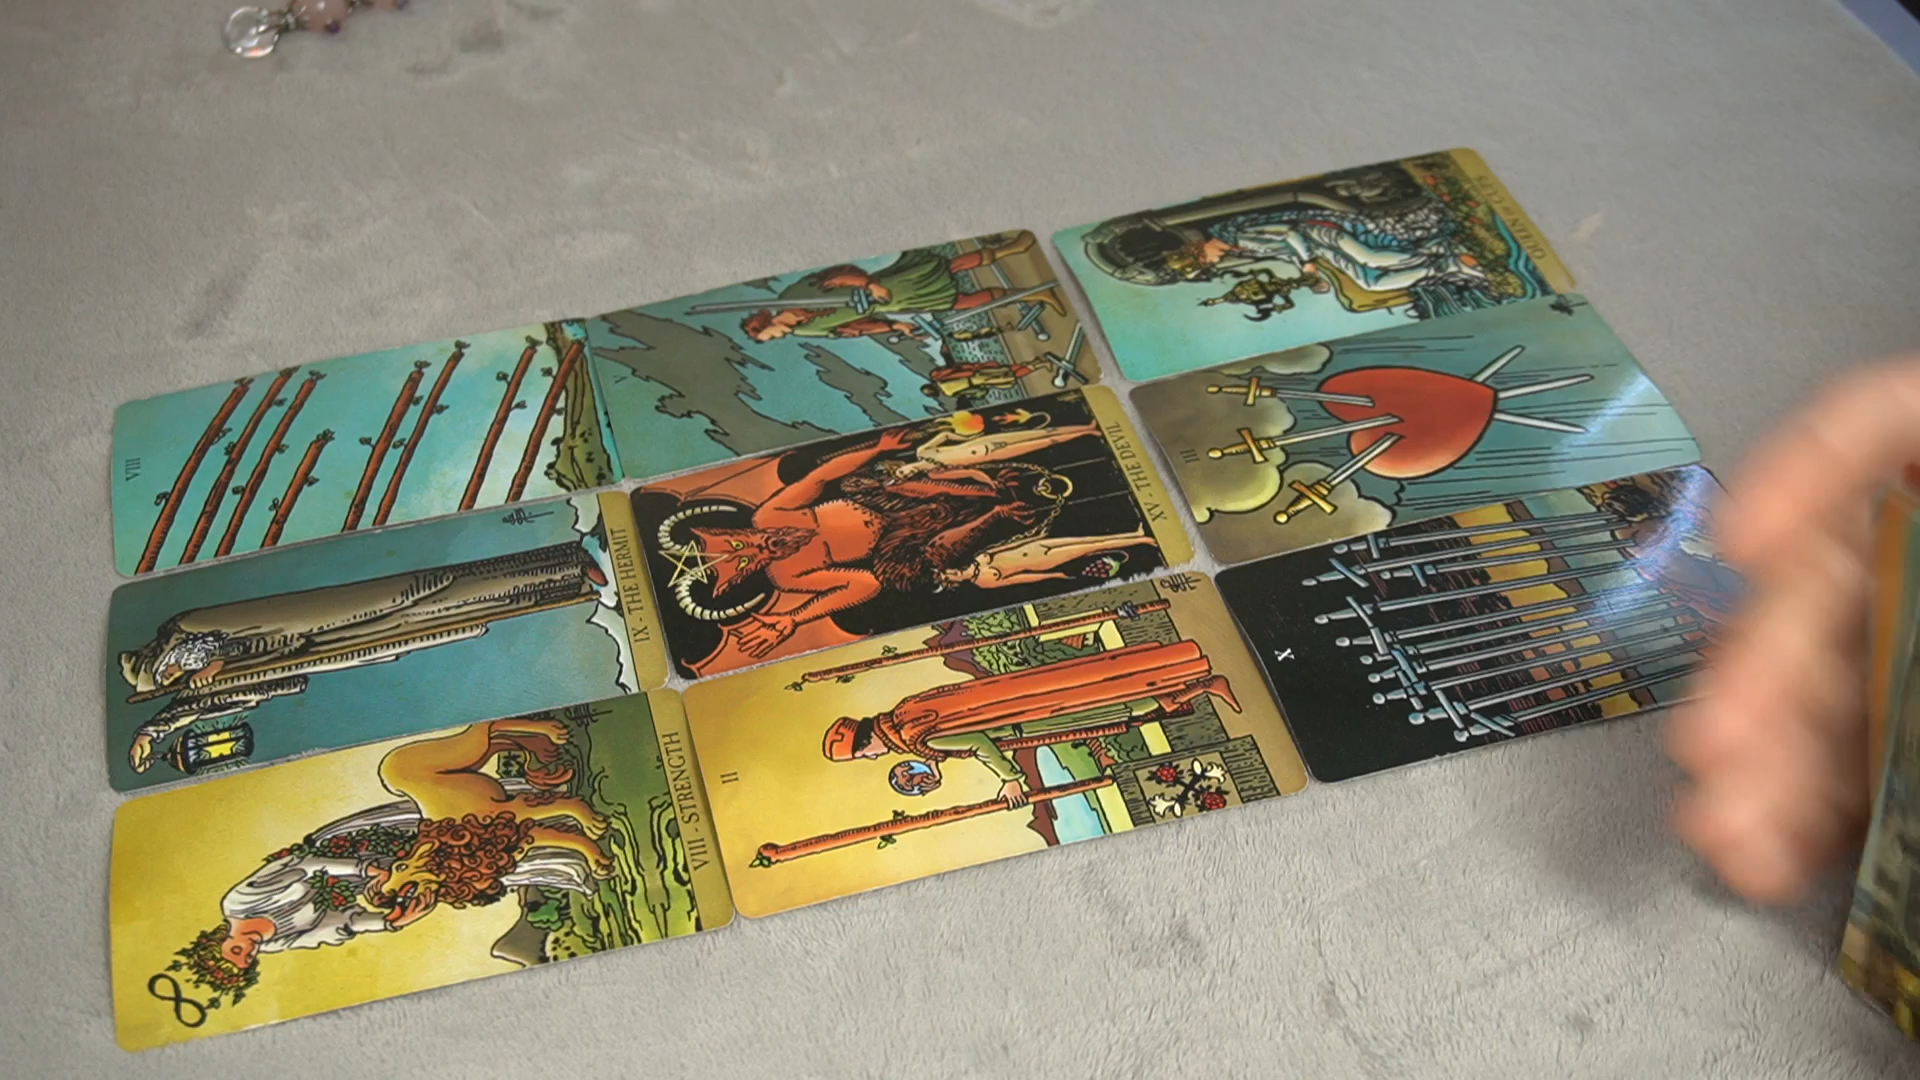 VIII
V
QUEEN of CUPS
IX - THE HERMIT
XV - THE DEVIL
III
VIII - STRENGTH
II
X